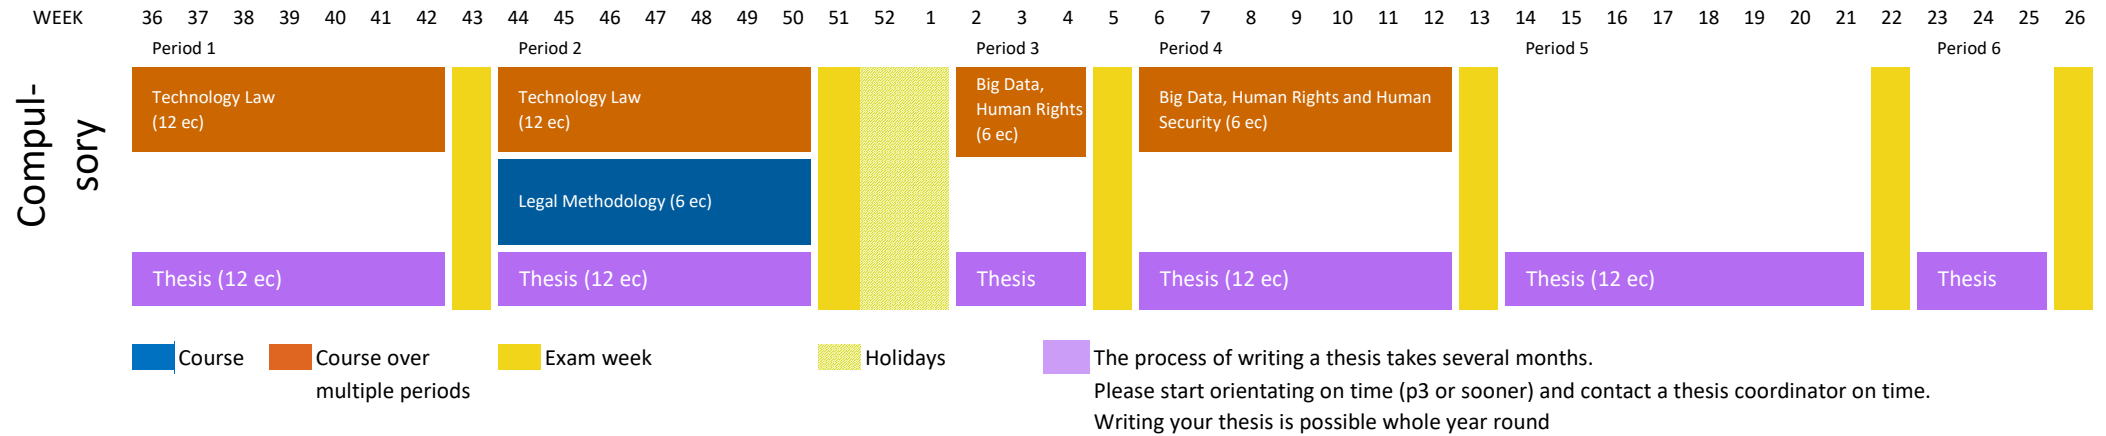 WEEK 36 37 38 39 40 41 42 43 44 45 46 47 48 49 50 51 52 1 2 3 4 5 6 7 8 9 10 11 12 13 14 15 16 17 18 19 20 21 22 23 24 25 26
Period 1 Period 2 Period 3 Period 4 Period 5 Period 6
Compul-
sory
Technology Law
(12 ec)
Technology Law
(12 ec)
Big Data,
Human Rights
(6 ec)
Big Data, Human Rights and Human
Security (6 ec)
Legal Methodology (6 ec)
Thesis (12 ec) Thesis (12 ec) Thesis Thesis (12 ec) Thesis (12 ec) Thesis
Course
Course over
multiple periods
Exam week
Holidays
The process of writing a thesis takes several months.
Please start orientating on time (p3 or sooner) and contact a thesis coordinator on time.
Writing your thesis is possible whole year round